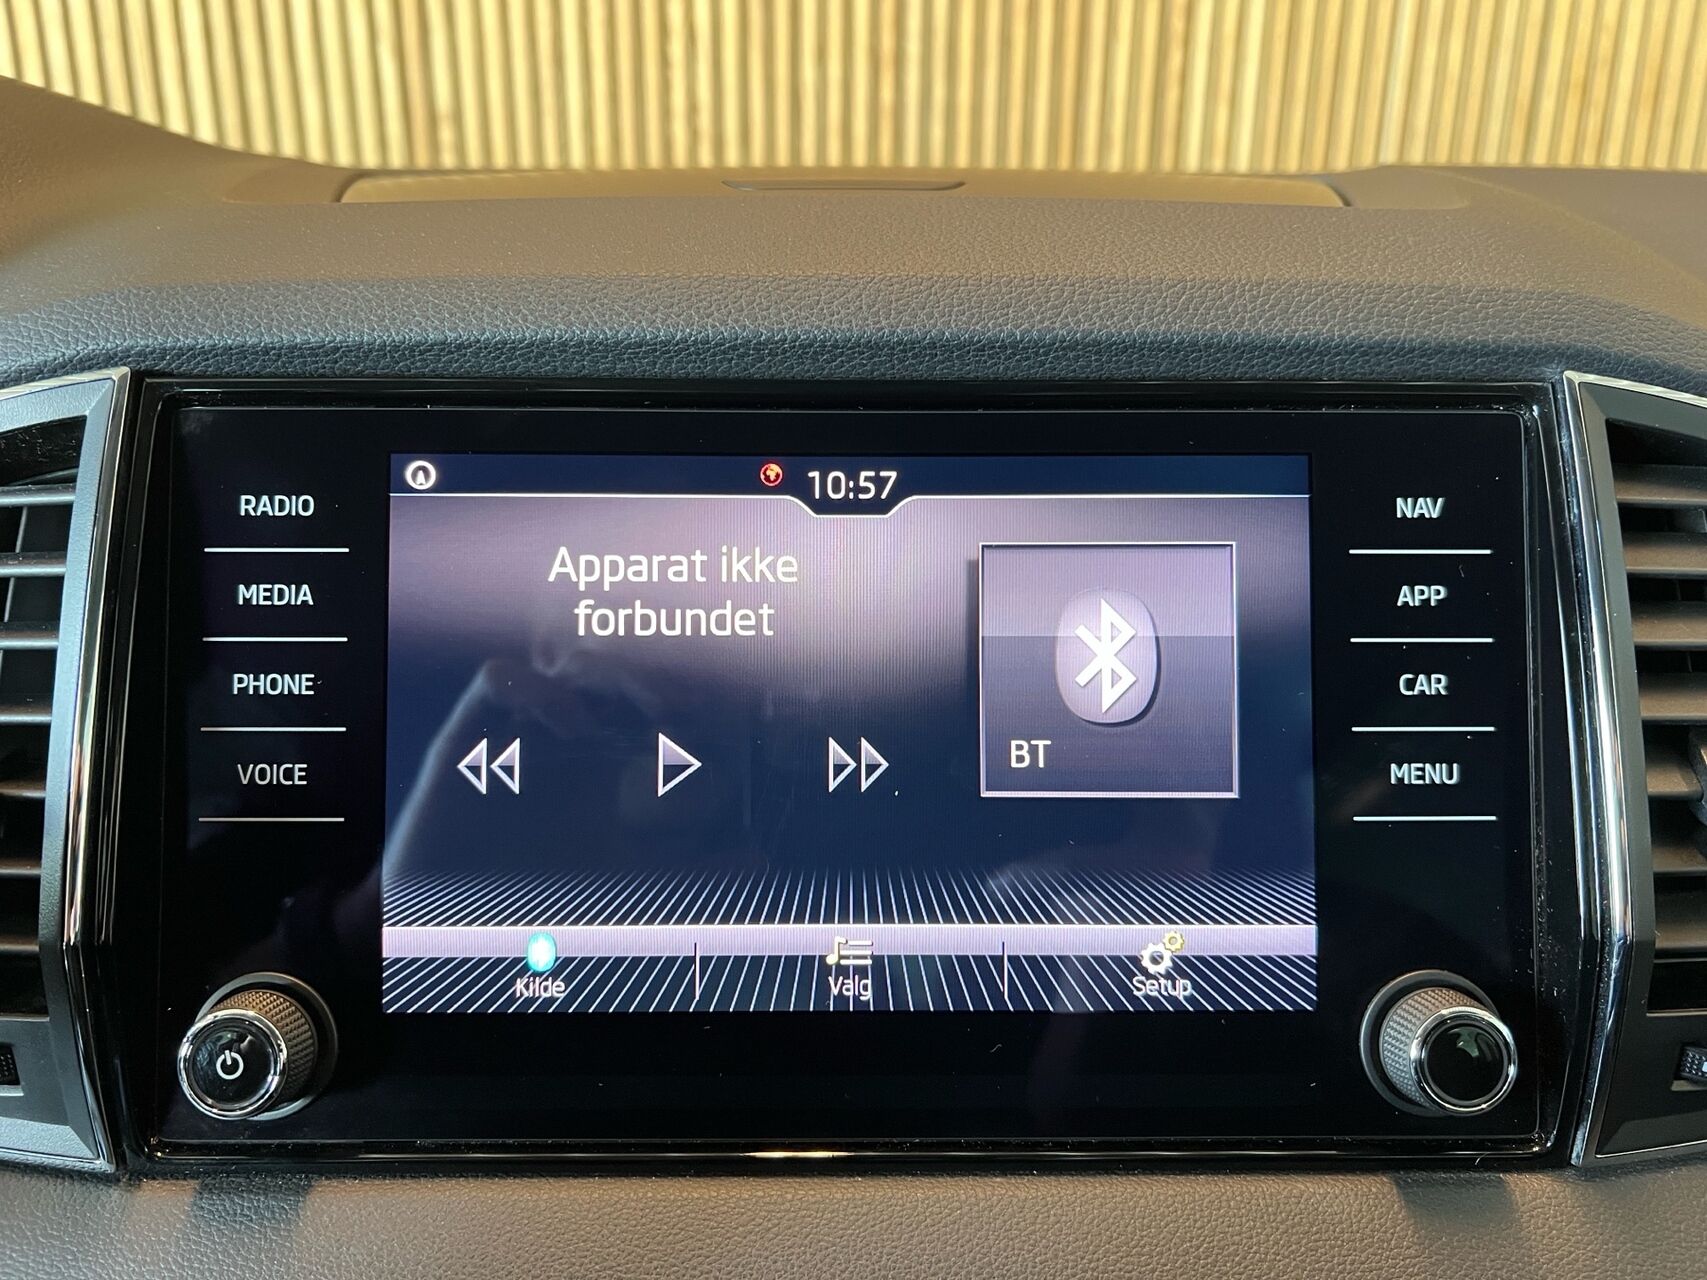 10:57
RADIO
MEDIA
PHONE
VOICE
Apparat ikke
forbundet
BT
Kilde
Valg
Setup
NAV
APP
CAR
MENU